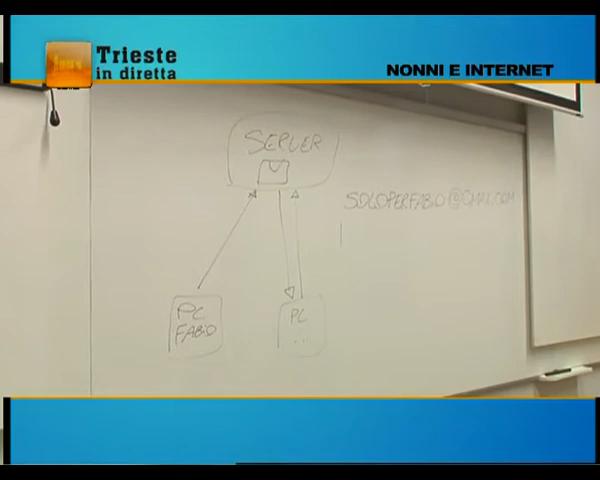 Trieste
in diretta
NONNI E INTERNET
SERVER
SOLOPERFABIO@GMAIL.COM
PC
FABIO
PC
..